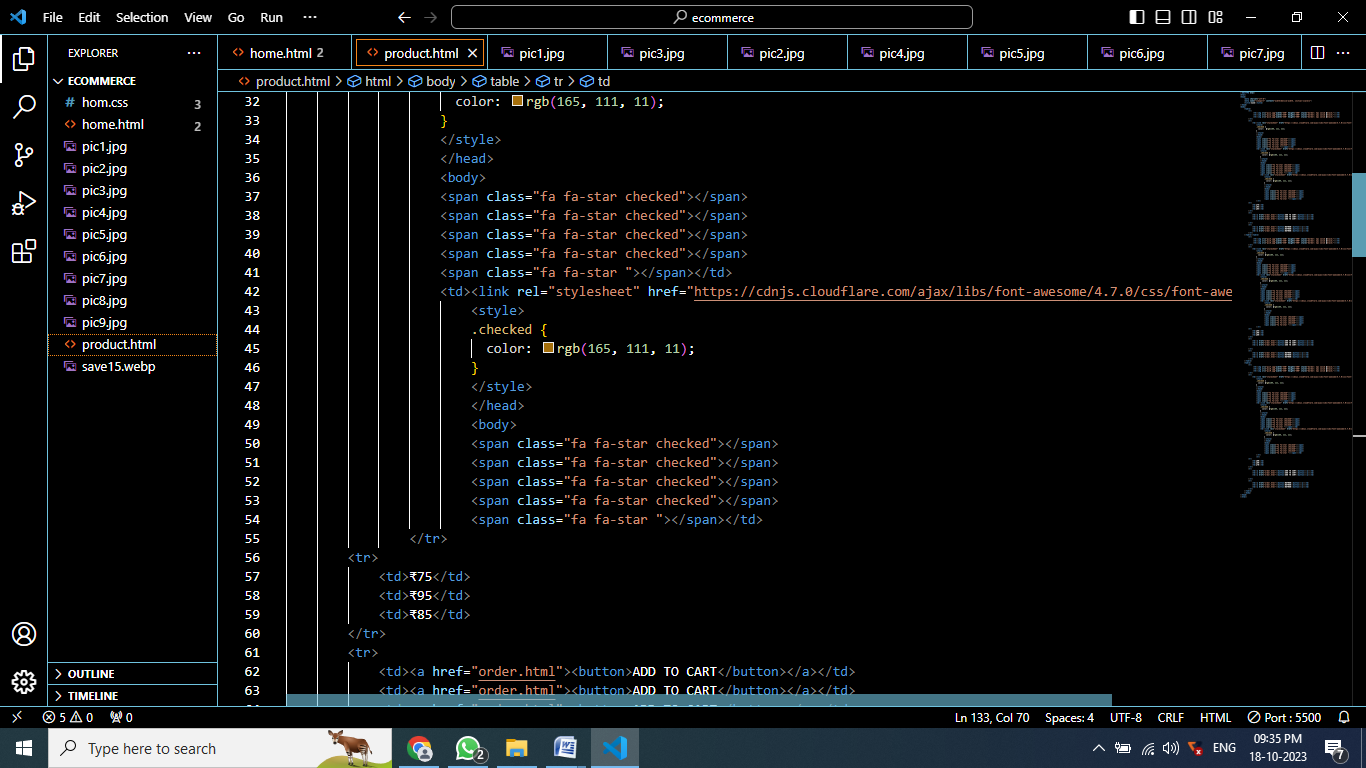 File Edit Selection View Go Run ··· ecommerce
EXPLORER ···
home.html 2 product.html pic1.jpg pic3.jpg pic2.jpg pic4.jpg pic5.jpg pic6.jpg pic7.jpg ···
ECOMMERCE
# hom.css 3
<> home.html 2
pic1.jpg
pic2.jpg
pic3.jpg
pic4.jpg
pic5.jpg
pic6.jpg
pic7.jpg
pic8.jpg
pic9.jpg
<> product.html
save15.webp
OUTLINE
TIMELINE
<> product.html > html > body > table > tr > td
32 color: rgb(165, 111, 11);
33 }
34 </style>
35 </head>
36 <body>
37 <span class="fa fa-star checked"></span>
38 <span class="fa fa-star checked"></span>
39 <span class="fa fa-star checked"></span>
40 <span class="fa fa-star checked"></span>
41 <span class="fa fa-star "></span></td>
42 <td><link rel="stylesheet" href="https://cdnjs.cloudflare.com/ajax/libs/font-awesome/4.7.0/css/font-awe
43 <style>
44 .checked {
45 color: rgb(165, 111, 11);
46 }
47 </style>
48 </head>
49 <body>
50 <span class="fa fa-star checked"></span>
51 <span class="fa fa-star checked"></span>
52 <span class="fa fa-star checked"></span>
53 <span class="fa fa-star checked"></span>
54 <span class="fa fa-star "></span></td>
55 </tr>
56 <tr>
57 <td>₹75</td>
58 <td>₹95</td>
59 <td>₹85</td>
60 </tr>
61 <tr>
62 <td><a href="order.html"><button>ADD TO CART</button></a></td>
63 <td><a href="order.html"><button>ADD TO CART</button></a></td>
5 0 0 Ln 133, Col 70 Spaces: 4 UTF-8 CRLF HTML Port : 5500
Type here to search 2 ENG 09:35 PM
18-10-2023 7